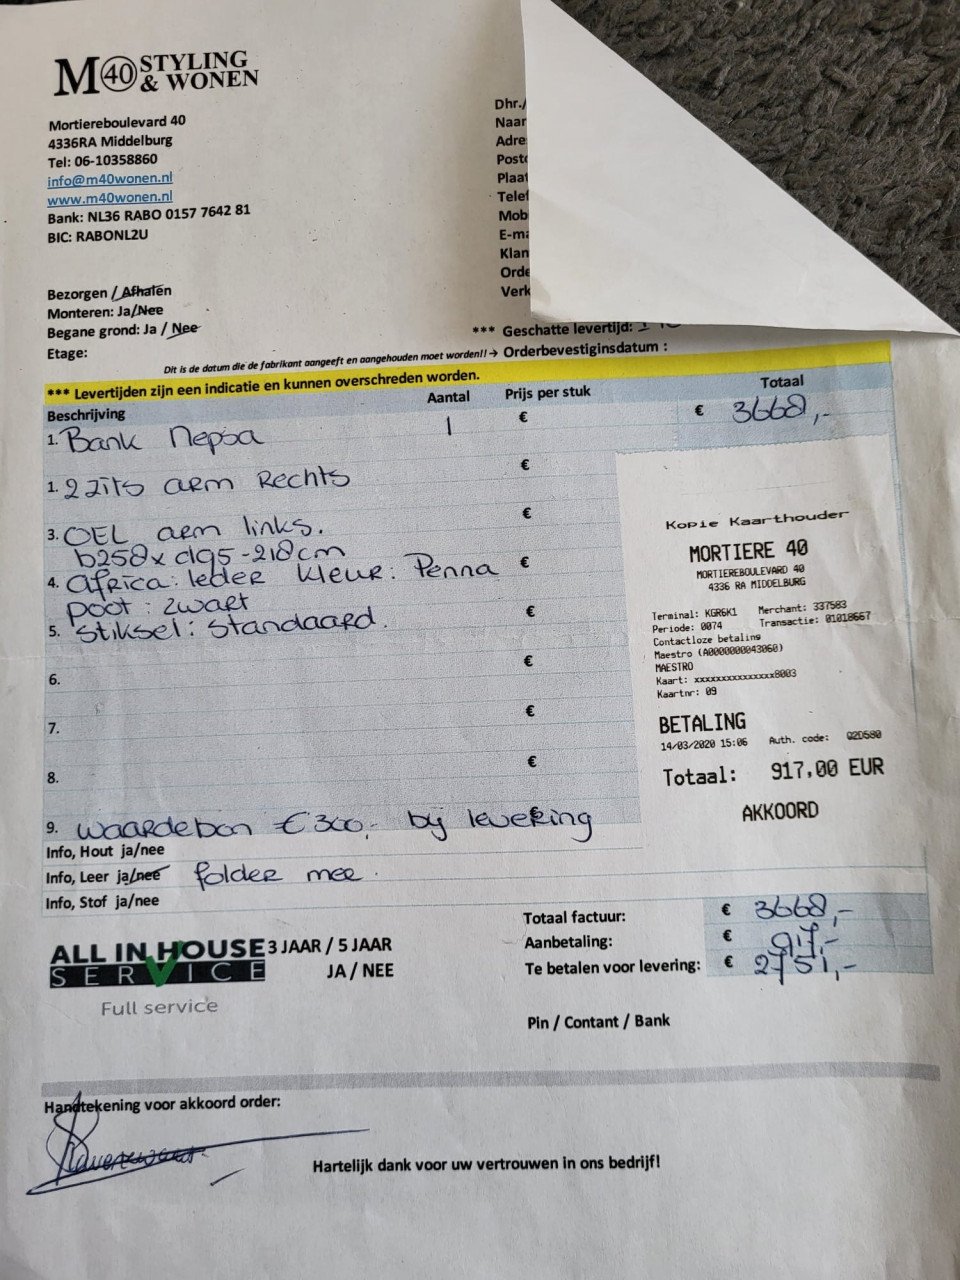 M40 STYLING
& WONEN
Mortiereboulevard 40
4336RA Middelburg
Tel: 06-10358860
info@m40wonen.nl
www.m40wonen.nl
Bank: NL36 RABO 0157 7642 81
BIC: RABONL2U
Dhr./
Naar
Adre
Post
Plaat
Telef
Mob
E-ma
Klan
Orde
Verk
Bezorgen / Afhalen
Monteren: Ja/Nee
Begane grond: Ja / Nee
Etage:
*** Geschatte levertijd:
Dit is de datum die de fabrikant aangeeft en aangehouden moet worden!! → Orderbevestiginsdatum :
*** Levertijden zijn een indicatie en kunnen overschreden worden.
Beschrijving Aantal Prijs per stuk Totaal
1. Bank Nepsa 1 € € 3668,-
1. 2 zits arm Rechts €
3. OEL arm links. €
b258x d95-218cm
4. Africa: leder kleur: Penna €
poot: zwart
5. Stiksel: Standaard. €
6. €
7. €
8. €
9. waardebon €300,- bij levering €
Kopie Kaarthouder
MORTIERE 40
MORTIEREBOULEVARD 40
4336 RA MIDDELBURG
Terminal: KGR6K1 Merchant: 337583
Periode: 0074 Transactie: 01018667
Contactloze betaling
Maestro (A0000000043060)
MAESTRO
Kaart: xxxxxxxxxxxxxxx8003
Kaartnr: 09
BETALING
14/03/2020 15:06 Auth. code: Q2D580
Totaal: 917,00 EUR
AKKOORD
Info, Hout ja/nee
Info, Leer ja/nee folder mee.
Info, Stof ja/nee
Totaal factuur: € 3668,-
Aanbetaling: € 917,-
Te betalen voor levering: € 2751,-
ALL IN HOUSE
SERVICE
Full service
3 JAAR / 5 JAAR
JA / NEE
Pin / Contant / Bank
Handtekening voor akkoord order:
Hartelijk dank voor uw vertrouwen in ons bedrijf!